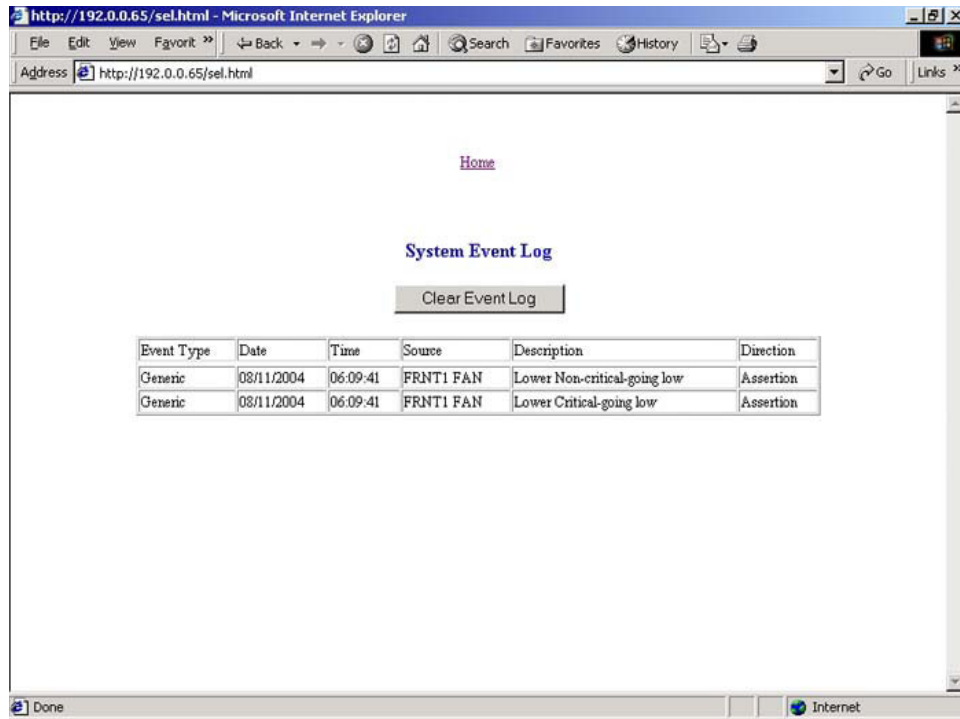 http://192.0.0.65/sel.html - Microsoft Internet Explorer
File Edit View Favorit » Back Search Favorites History
Address http://192.0.0.65/sel.html Go Links »
Home
System Event Log
Clear Event Log
Event Type Date Time Source Description Direction
Generic 08/11/2004 06:09:41 FRNT1 FAN Lower Non-critical-going low Assertion
Generic 08/11/2004 06:09:41 FRNT1 FAN Lower Critical-going low Assertion
Done Internet